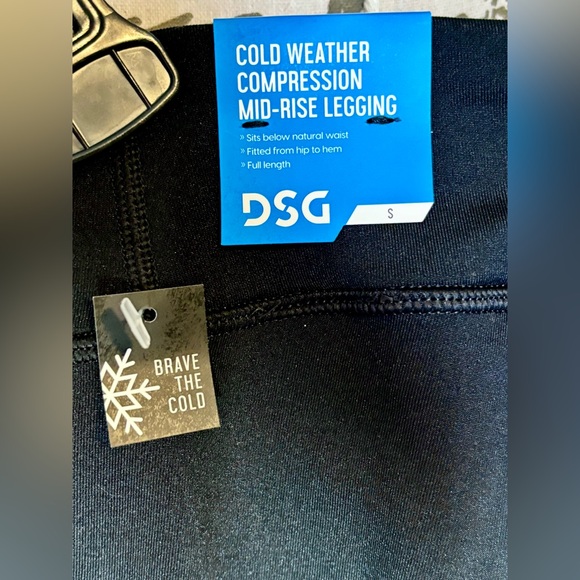 COLD WEATHER
COMPRESSION
MID-RISE LEGGING
» Sits below natural waist
» Fitted from hip to hem
» Full length
DSG
S
BRAVE
THE
COLD